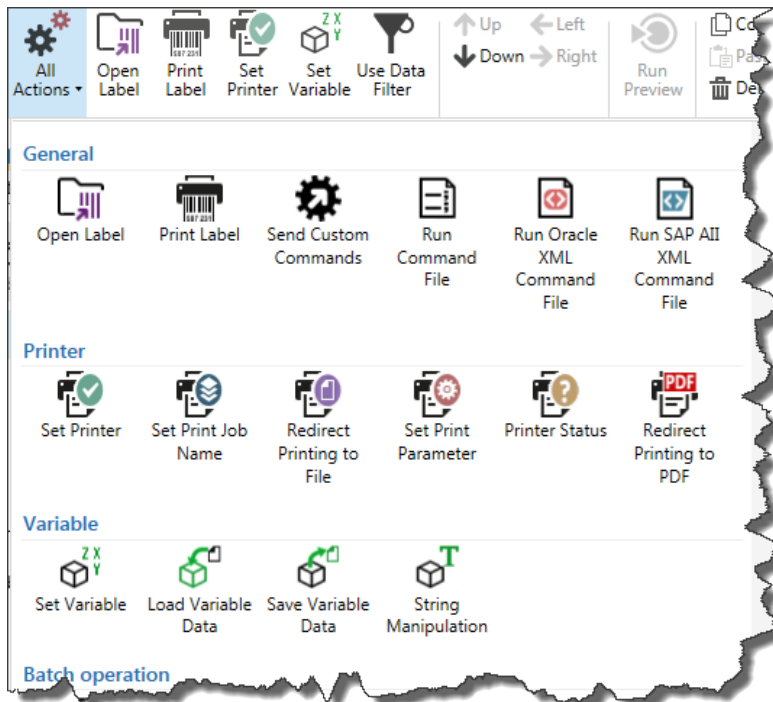 All Actions
Open Label
Print Label
Set Printer
Set Variable
Use Data Filter
Up
Left
Down
Right
Run Preview
General
Open Label
Print Label
Send Custom Commands
Run Command File
Run Oracle XML Command File
Run SAP AII XML Command File
Printer
Set Printer
Set Print Job Name
Redirect Printing to File
Set Print Parameter
Printer Status
Redirect Printing to PDF
Variable
Set Variable
Load Variable Data
Save Variable Data
String Manipulation
Batch operation